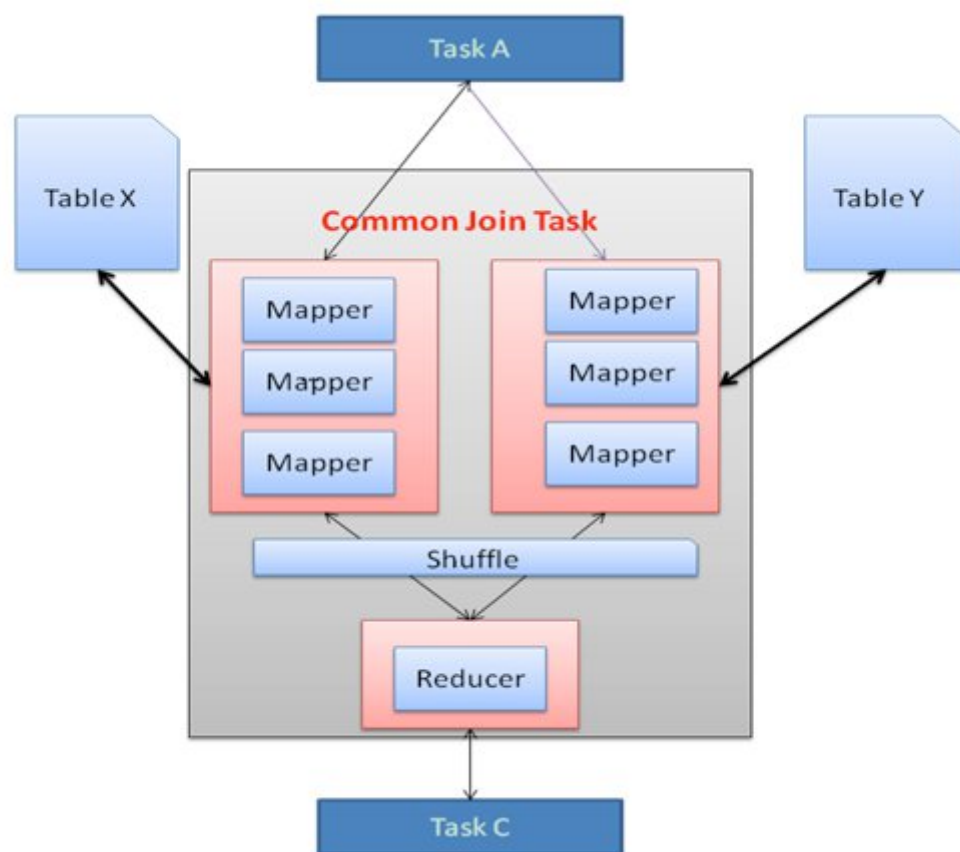 Task A
Table X
Table Y
Common Join Task
Mapper
Mapper
Mapper
Mapper
Mapper
Mapper
Shuffle
Reducer
Task C